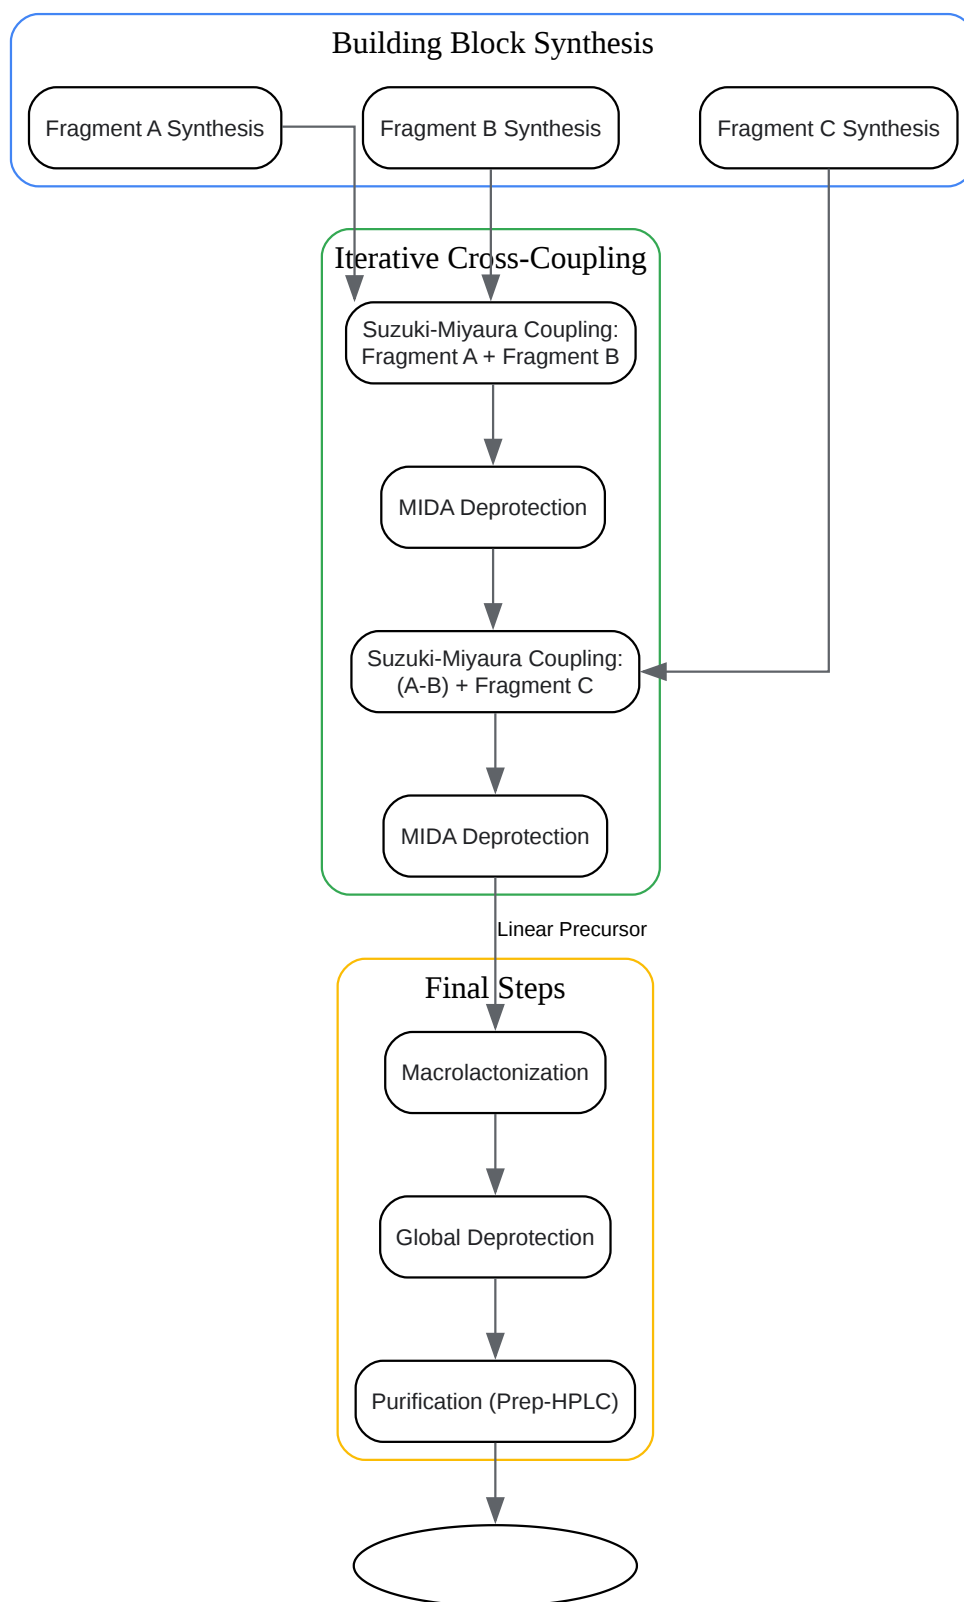 Building Block Synthesis
Fragment A Synthesis
Fragment B Synthesis
Fragment C Synthesis
Iterative Cross-Coupling
Suzuki-Miyaura Coupling:
Fragment A + Fragment B
MIDA Deprotection
Suzuki-Miyaura Coupling:
(A-B) + Fragment C
MIDA Deprotection
Linear Precursor
Final Steps
Macrolactonization
Global Deprotection
Purification (Prep-HPLC)